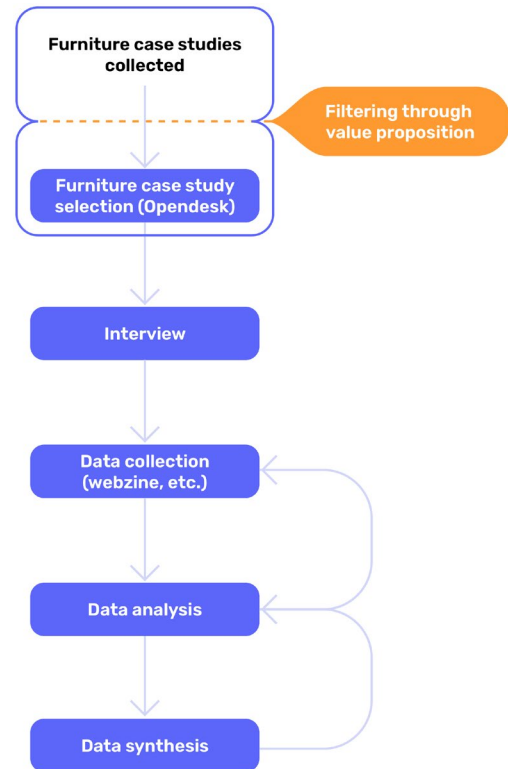 Furniture case studies
collected
Filtering through
value proposition
Furniture case study
selection (Opendesk)
Interview
Data collection
(webzine, etc.)
Data analysis
Data synthesis